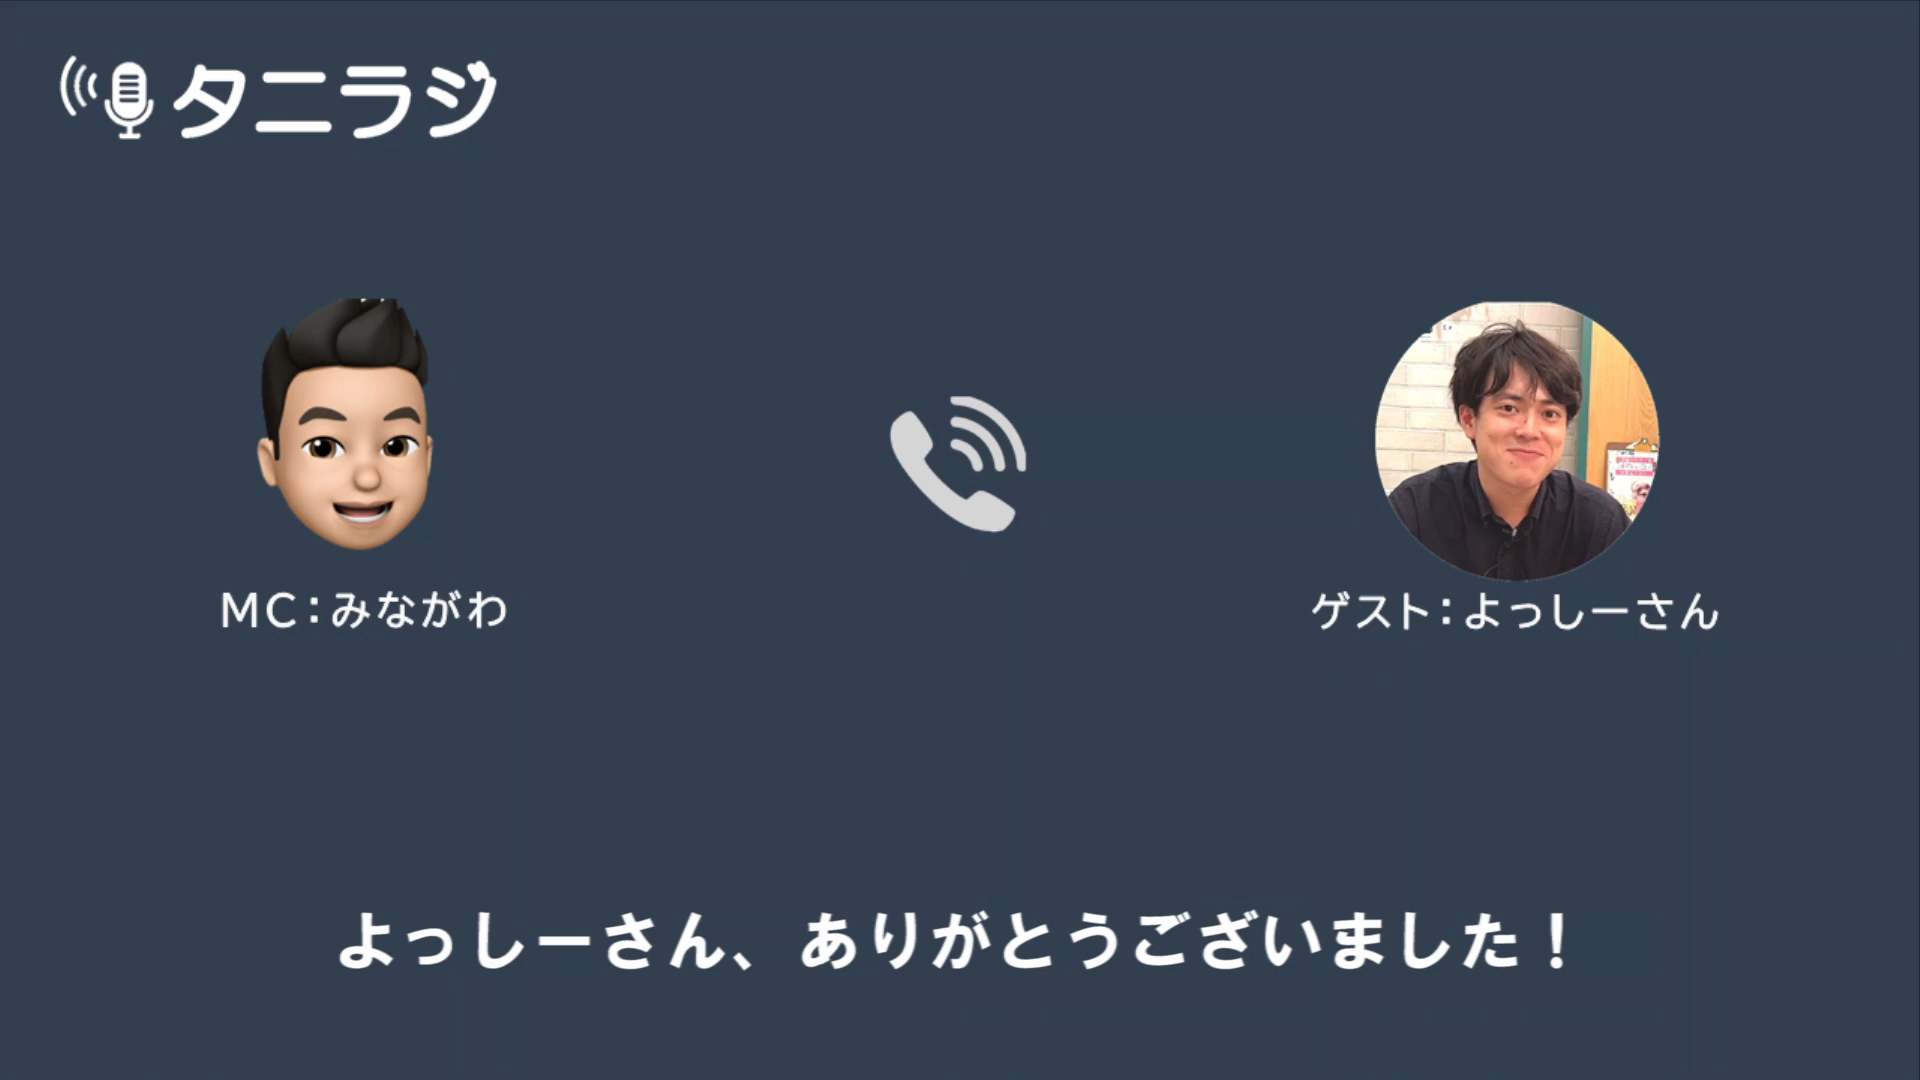 タニラジ
MC：みながわ
ゲスト：よっしーさん
よっしーさん、ありがとうございました！